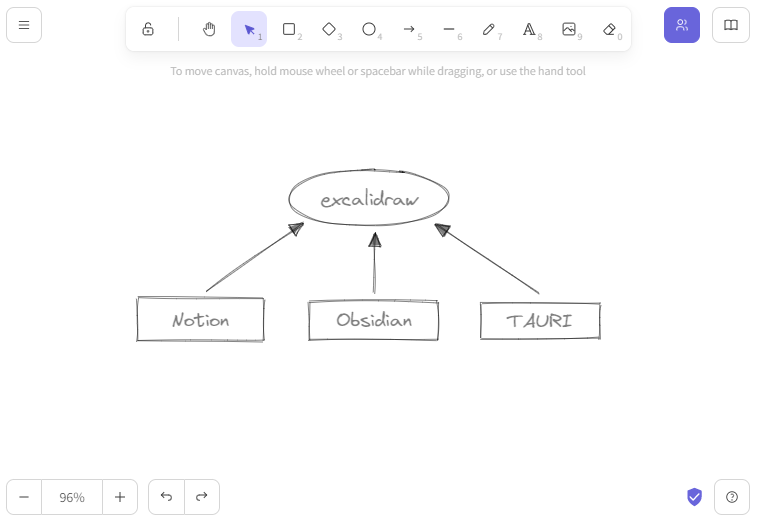 1
2
3
4
5
6
7
A
8
9
0
To move canvas, hold mouse wheel or spacebar while dragging, or use the hand tool
excalidraw
Notion
Obsidian
TAURI
96%